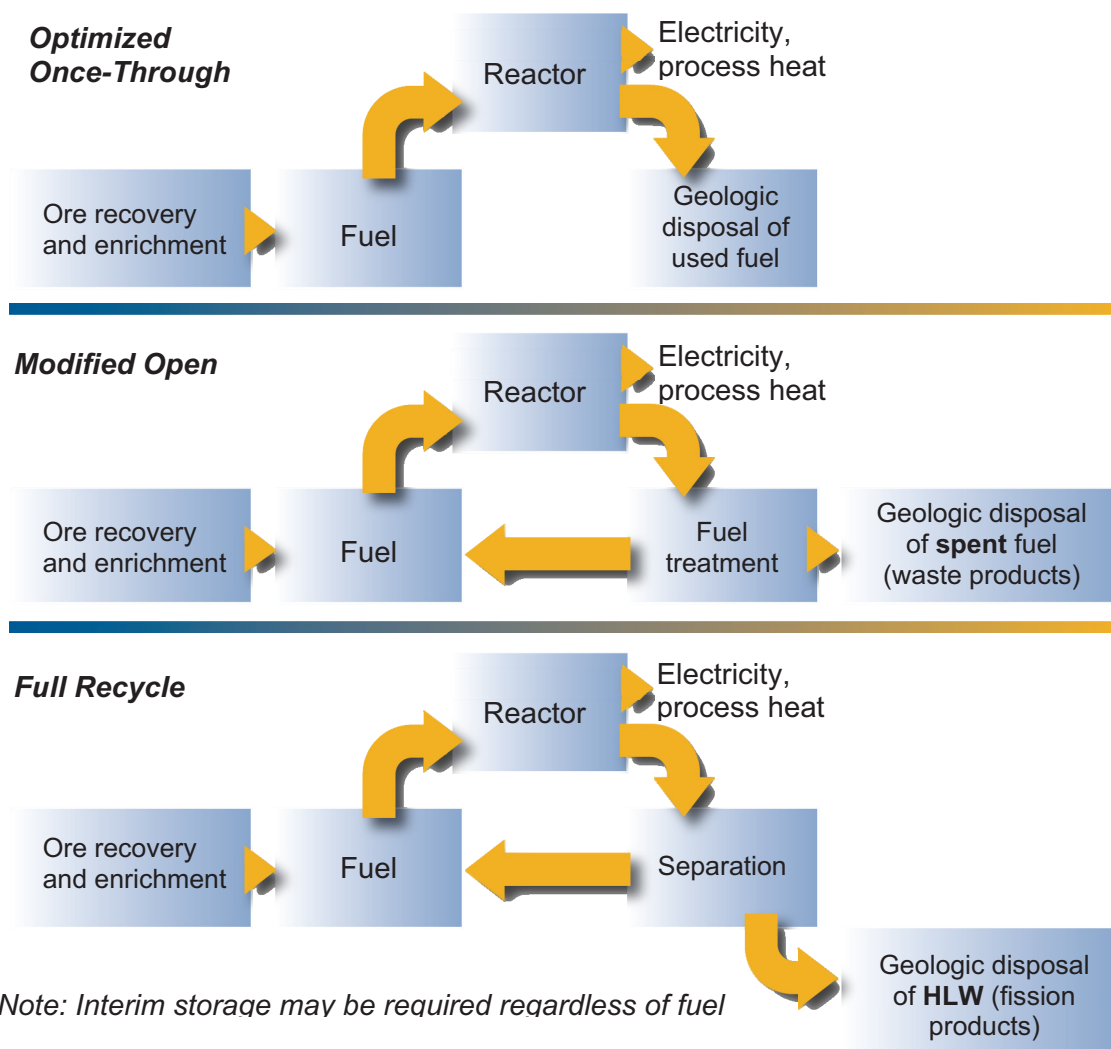 Optimized
Once-Through
Reactor
Electricity,
process heat
Ore recovery
and enrichment
Fuel
Geologic
disposal of
used fuel
Modified Open
Reactor
Electricity,
process heat
Ore recovery
and enrichment
Fuel
Fuel
treatment
Geologic disposal
of spent fuel
(waste products)
Full Recycle
Reactor
Electricity,
process heat
Ore recovery
and enrichment
Fuel
Separation
Geologic disposal
of HLW (fission
products)
Note: Interim storage may be required regardless of fuel